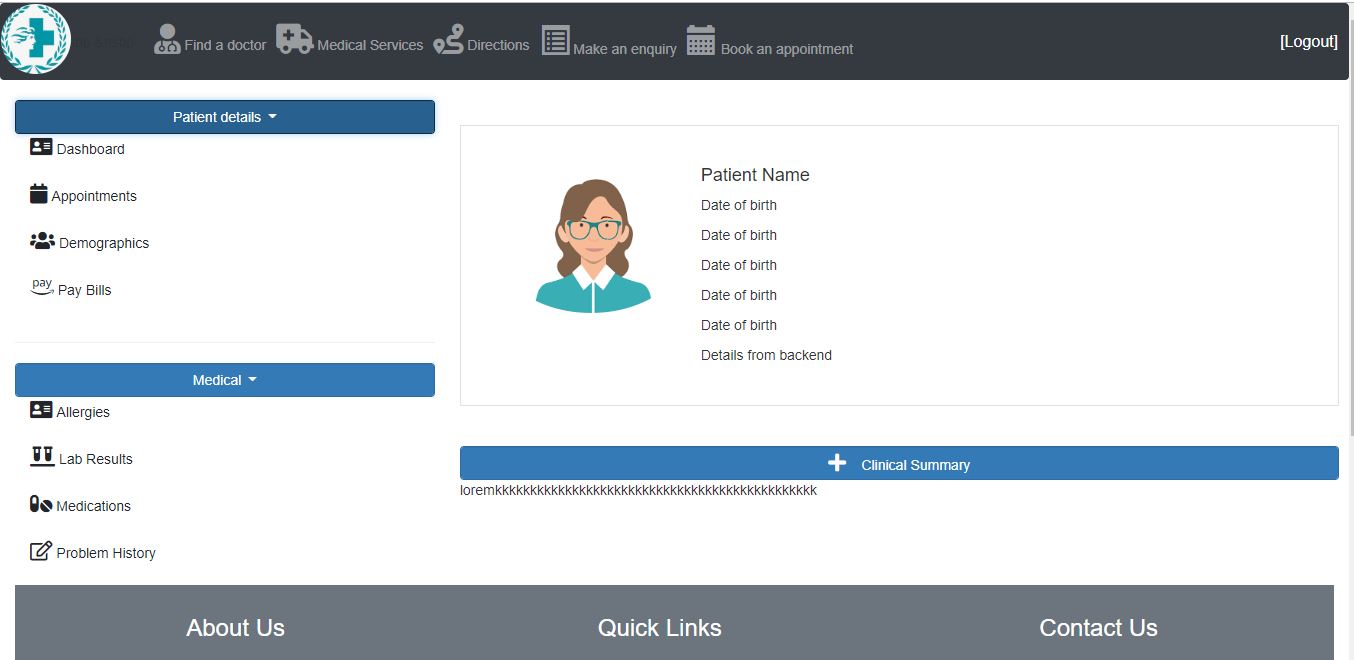 Find a doctor
Medical Services
Directions
Make an enquiry
Book an appointment
[Logout]
Patient details
Dashboard
Appointments
Demographics
pay Pay Bills
Medical
Allergies
Lab Results
Medications
Problem History
Patient Name
Date of birth
Date of birth
Date of birth
Date of birth
Date of birth
Details from backend
Clinical Summary
loremkkkkkkkkkkkkkkkkkkkkkkkkkkkkkkkkkkkkkkkkkkkkkk
About Us
Quick Links
Contact Us